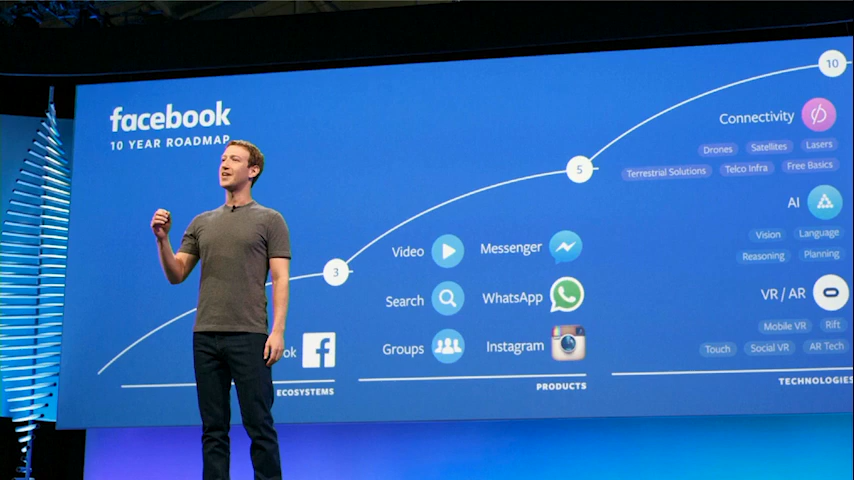 facebook
10 YEAR ROADMAP
3
5
10
ok
ECOSYSTEMS
Video
Messenger
Search
WhatsApp
Groups
Instagram
PRODUCTS
Connectivity
Drones Satellites Lasers
Terrestrial Solutions Telco Infra Free Basics
AI
Vision Language
Reasoning Planning
VR / AR
Mobile VR Rift
Touch Social VR AR Tech
TECHNOLOGIES